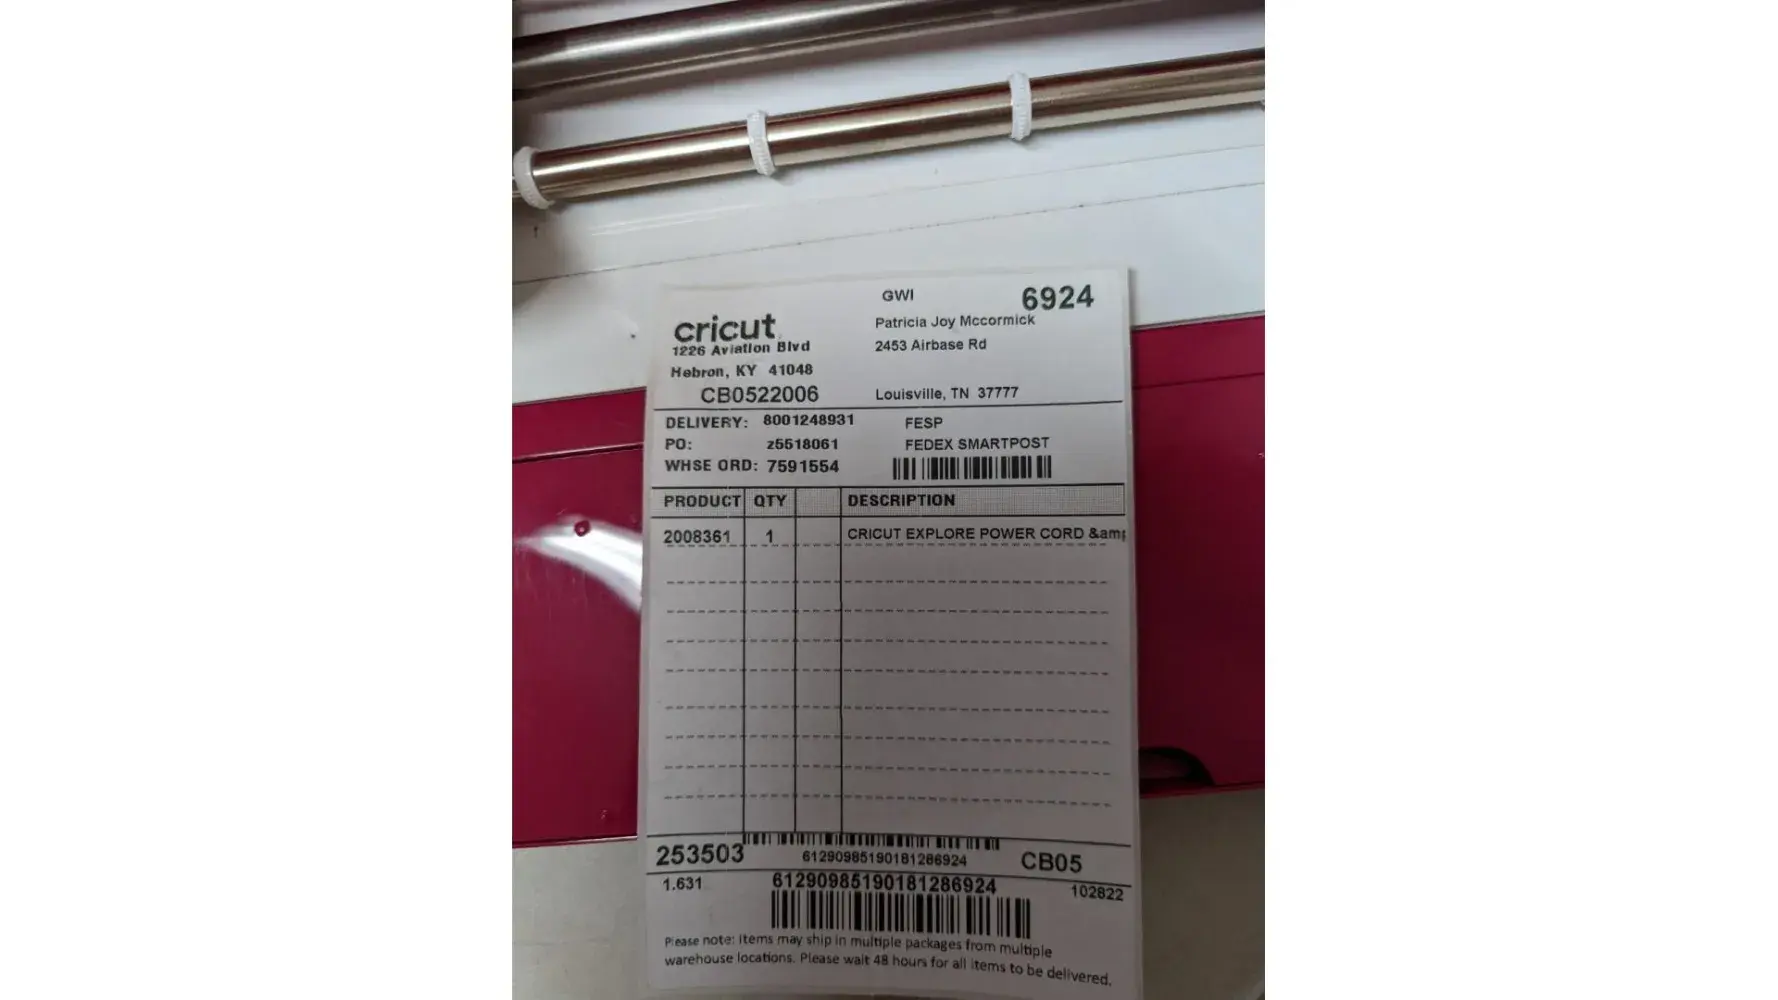 GWI 6924
cricut
Patricia Joy Mccormick
1226 Aviation Blvd
2453 Airbase Rd
Hebron, KY 41048
CB0522006
Louisville, TN 37777
DELIVERY: 8001248931 FESP
PO: z5518061 FEDEX SMARTPOST
WHSE ORD: 7591554
PRODUCT QTY DESCRIPTION
2008361 1 CRICUT EXPLORE POWER CORD &amp
253503 61290985190181286924 CB05
1.631 61290985190181286924 102822
Please note: Items may ship in multiple packages from multiple
warehouse locations. Please wait 48 hours for all items to be delivered.